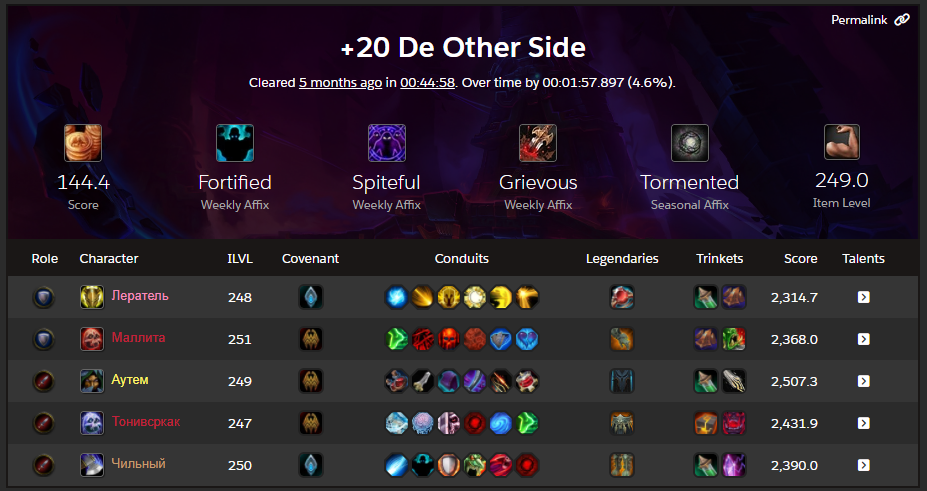 Permalink
+20 De Other Side
Cleared 5 months ago in 00:44:58. Over time by 00:01:57.897 (4.6%).
144.4 Fortified Spiteful Grievous Tormented 249.0
Score Weekly Affix Weekly Affix Weekly Affix Seasonal Affix Item Level
Role Character ILVL Covenant Conduits Legendaries Trinkets Score Talents
Лератель 248 2,314.7
Маллита 251 2,368.0
Аутем 249 2,507.3
Тонивсркак 247 2,431.9
Чильный 250 2,390.0